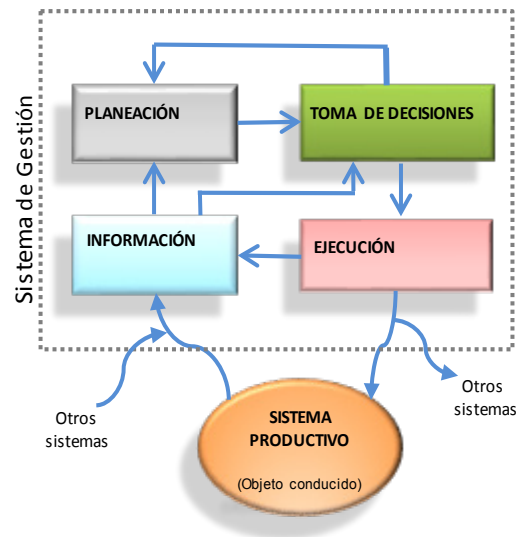 Sistema de Gestión
PLANEACIÓN
TOMA DE DECISIONES
INFORMACIÓN
EJECUCIÓN
Otros
sistemas
SISTEMA
PRODUCTIVO
(Objeto conducido)
Otros
sistemas